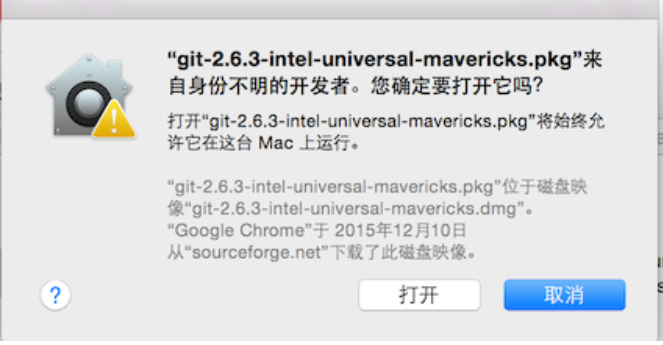 “git-2.6.3-intel-universal-mavericks.pkg”来
自身份不明的开发者。您确定要打开它吗?
打开“git-2.6.3-intel-universal-mavericks.pkg”将始终允
许它在这台 Mac 上运行。
“git-2.6.3-intel-universal-mavericks.pkg”位于磁盘映
像“git-2.6.3-intel-universal-mavericks.dmg”。
“Google Chrome”于 2015年12月10日
从“sourceforge.net”下载了此磁盘映像。
? 打开 取消